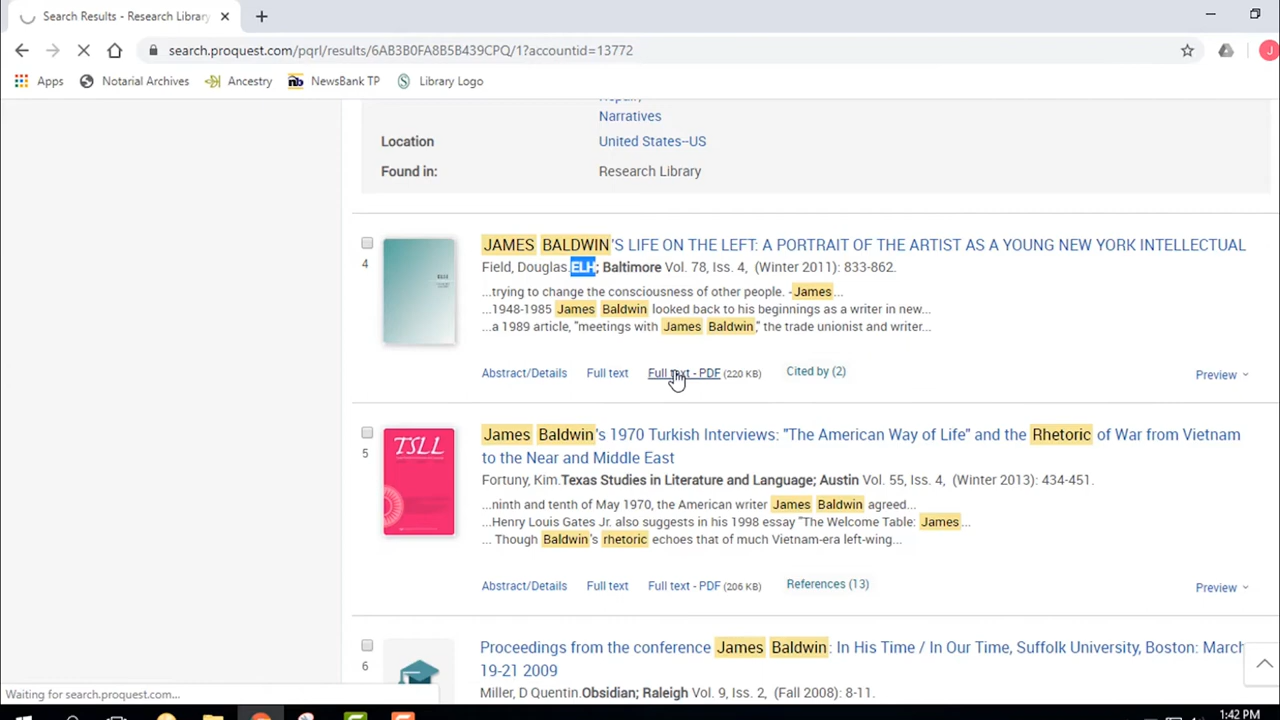 Search Results - Research Library
search.proquest.com/pqrl/results/6AB3B0FA8B5B439CPQ/1?accountid=13772
J
Apps Notarial Archives Ancestry nb NewsBank TP S Library Logo
Narratives
Location United States--US
Found in: Research Library
4
JAMES BALDWIN'S LIFE ON THE LEFT: A PORTRAIT OF THE ARTIST AS A YOUNG NEW YORK INTELLECTUAL
Field, Douglas.ELH; Baltimore Vol. 78, Iss. 4, (Winter 2011): 833-862.
...trying to change the consciousness of other people. -James...
...1948-1985 James Baldwin looked back to his beginnings as a writer in new...
...a 1989 article, "meetings with James Baldwin," the trade unionist and writer...
Abstract/Details Full text Full text - PDF (220 KB) Cited by (2) Preview
5
TSLL
James Baldwin's 1970 Turkish Interviews: "The American Way of Life" and the Rhetoric of War from Vietnam
to the Near and Middle East
Fortuny, Kim.Texas Studies in Literature and Language; Austin Vol. 55, Iss. 4, (Winter 2013): 434-451.
...ninth and tenth of May 1970, the American writer James Baldwin agreed...
...Henry Louis Gates Jr. also suggests in his 1998 essay "The Welcome Table: James...
... Though Baldwin's rhetoric echoes that of much Vietnam-era left-wing...
Abstract/Details Full text Full text - PDF (206 KB) References (13) Preview
6
Proceedings from the conference James Baldwin: In His Time / In Our Time, Suffolk University, Boston: March
19-21 2009
Miller, D Quentin.Obsidian; Raleigh Vol. 9, Iss. 2, (Fall 2008): 8-11.
Waiting for search.proquest.com...
1:42 PM